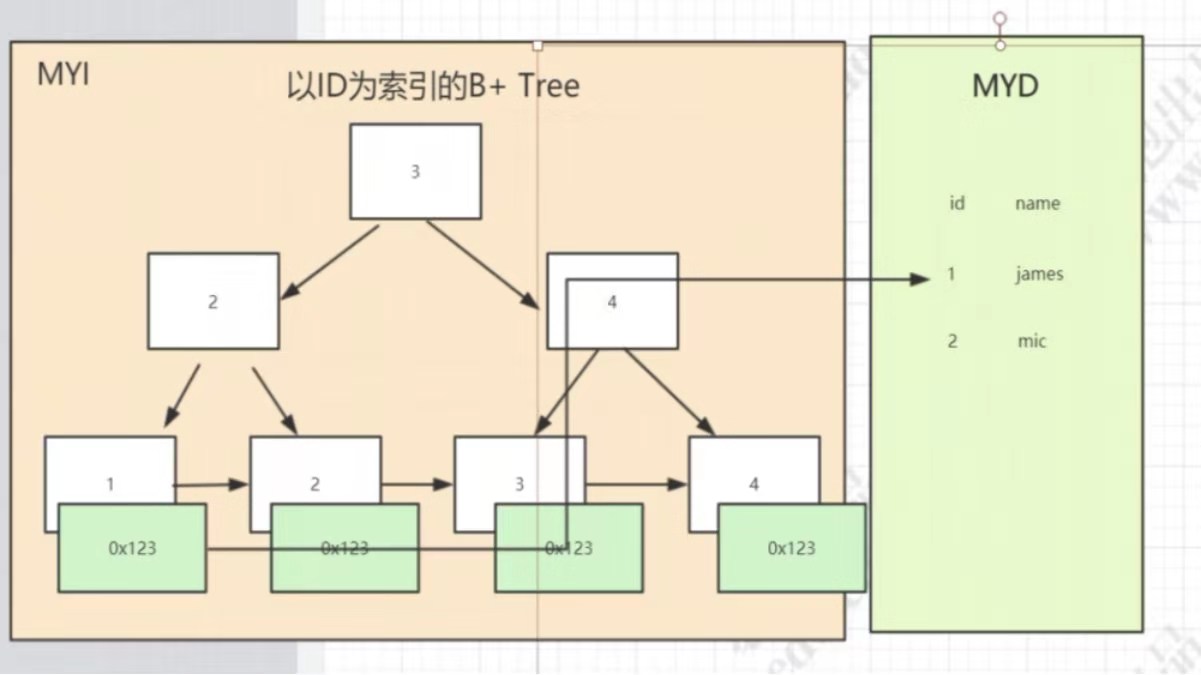 MYI
以ID为索引的B+ Tree
MYD
3
id name
2
4
1 james
2 mic
1
2
3
4
0x123
0x123
0x123
0x123